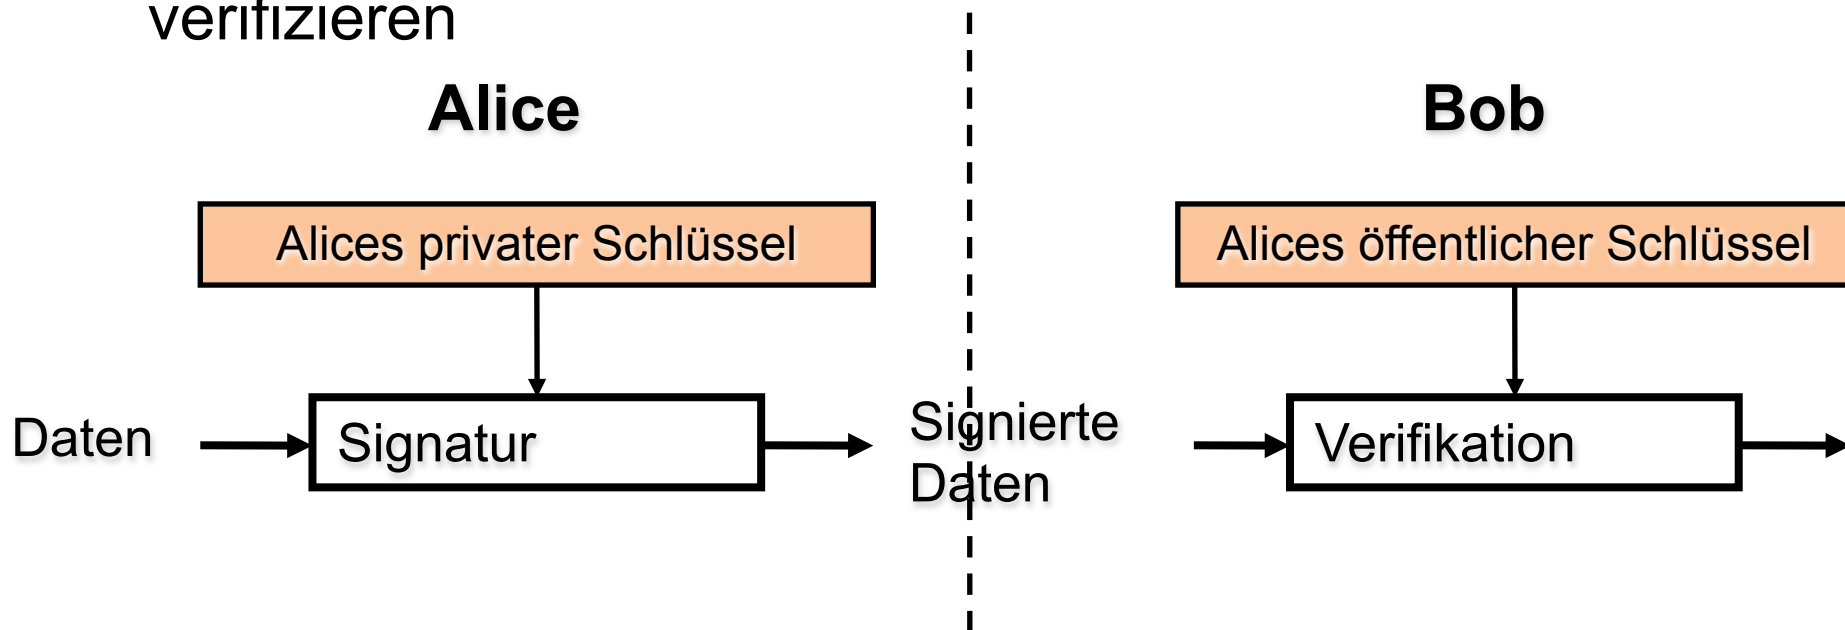 verifizieren
Alice
Bob
Alices privater Schlüssel
Alices öffentlicher Schlüssel
Daten
Signatur
Signierte
Daten
Verifikation